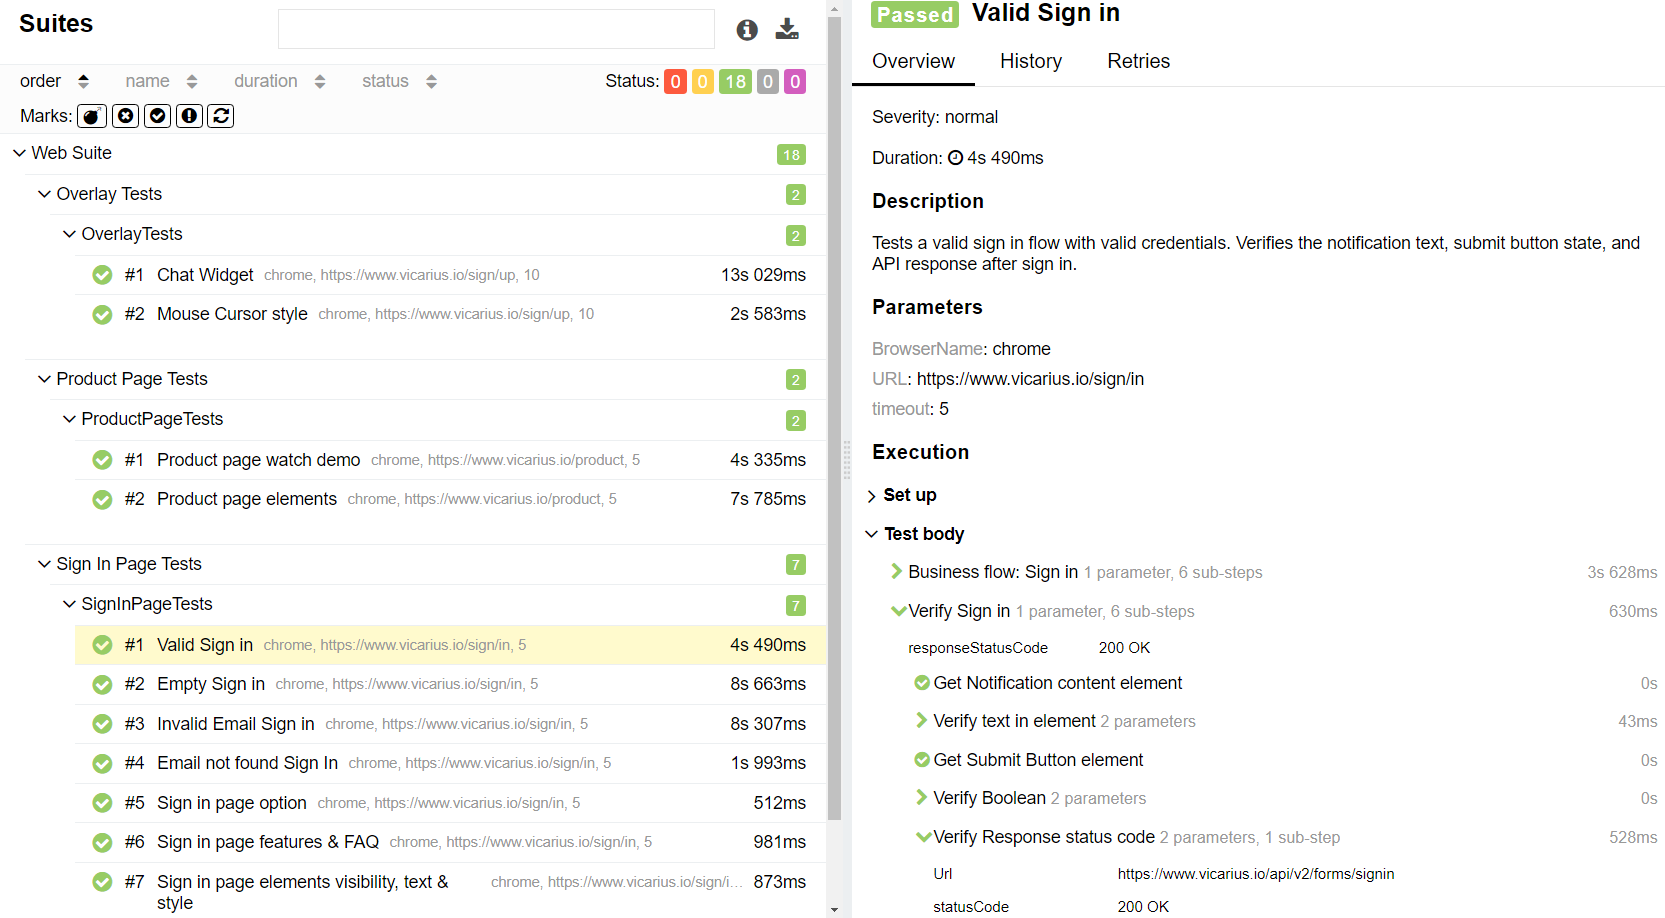 Suites
order name duration status Status: 0 0 18 0 0
Marks:
Web Suite 18
Overlay Tests 2
OverlayTests 2
#1 Chat Widget chrome, https://www.vicarius.io/sign/up, 10 13s 029ms
#2 Mouse Cursor style chrome, https://www.vicarius.io/sign/up, 10 2s 583ms
Product Page Tests 2
ProductPageTests 2
#1 Product page watch demo chrome, https://www.vicarius.io/product, 5 4s 335ms
#2 Product page elements chrome, https://www.vicarius.io/product, 5 7s 785ms
Sign In Page Tests 7
SignInPageTests 7
#1 Valid Sign in chrome, https://www.vicarius.io/sign/in, 5 4s 490ms
#2 Empty Sign in chrome, https://www.vicarius.io/sign/in, 5 8s 663ms
#3 Invalid Email Sign in chrome, https://www.vicarius.io/sign/in, 5 8s 307ms
#4 Email not found Sign In chrome, https://www.vicarius.io/sign/in, 5 1s 993ms
#5 Sign in page option chrome, https://www.vicarius.io/sign/in, 5 512ms
#6 Sign in page features & FAQ chrome, https://www.vicarius.io/sign/in, 5 981ms
#7 Sign in page elements visibility, text & chrome, https://www.vicarius.io/sign/i... 873ms
style
Passed Valid Sign in
Overview History Retries
Severity: normal
Duration: 4s 490ms
Description
Tests a valid sign in flow with valid credentials. Verifies the notification text, submit button state, and
API response after sign in.
Parameters
BrowserName: chrome
URL: https://www.vicarius.io/sign/in
timeout: 5
Execution
Set up
Test body
Business flow: Sign in 1 parameter, 6 sub-steps 3s 628ms
Verify Sign in 1 parameter, 6 sub-steps 630ms
responseStatusCode 200 OK
Get Notification content element 0s
Verify text in element 2 parameters 43ms
Get Submit Button element 0s
Verify Boolean 2 parameters 0s
Verify Response status code 2 parameters, 1 sub-step 528ms
Url https://www.vicarius.io/api/v2/forms/signin
statusCode 200 OK